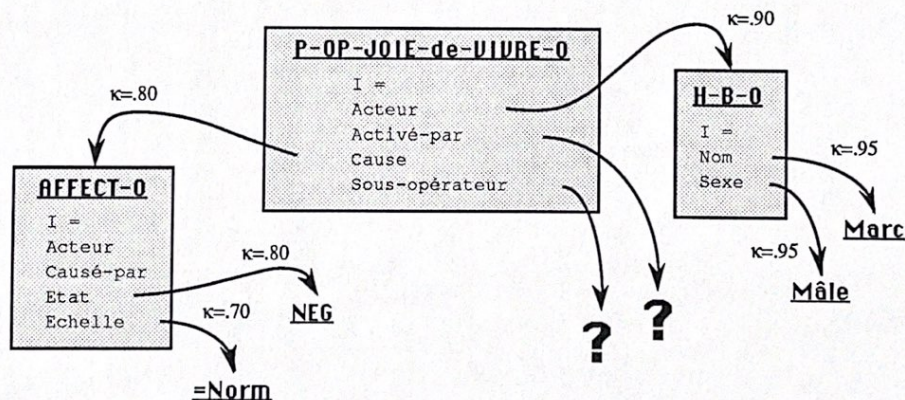 κ=.90
P-OP-JOIE-de-VIVRE-0
I =
Acteur
Activé-par
Cause
Sous-opérateur
κ=.80
H-B-0
I =
Nom
Sexe
κ=.95
Marc
κ=.95
Mâle
AFFECT-0
I =
Acteur
Causé-par
Etat
Echelle
κ=.80
NEG
κ=.70
=Norm
?
?